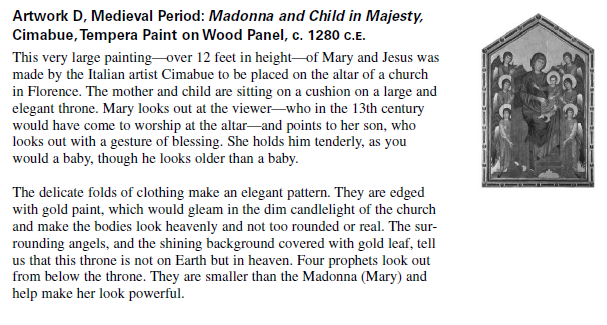 Artwork D, Medieval Period: Madonna and Child in Majesty,
Cimabue, Tempera Paint on Wood Panel, c. 1280 C.E.
This very large painting—over 12 feet in height—of Mary and Jesus was
made by the Italian artist Cimabue to be placed on the altar of a church
in Florence. The mother and child are sitting on a cushion on a large and
elegant throne. Mary looks out at the viewer—who in the 13th century
would have come to worship at the altar—and points to her son, who
looks out with a gesture of blessing. She holds him tenderly, as you
would a baby, though he looks older than a baby.
The delicate folds of clothing make an elegant pattern. They are edged
with gold paint, which would gleam in the dim candlelight of the church
and make the bodies look heavenly and not too rounded or real. The sur-
rounding angels, and the shining background covered with gold leaf, tell
us that this throne is not on Earth but in heaven. Four prophets look out
from below the throne. They are smaller than the Madonna (Mary) and
help make her look powerful.